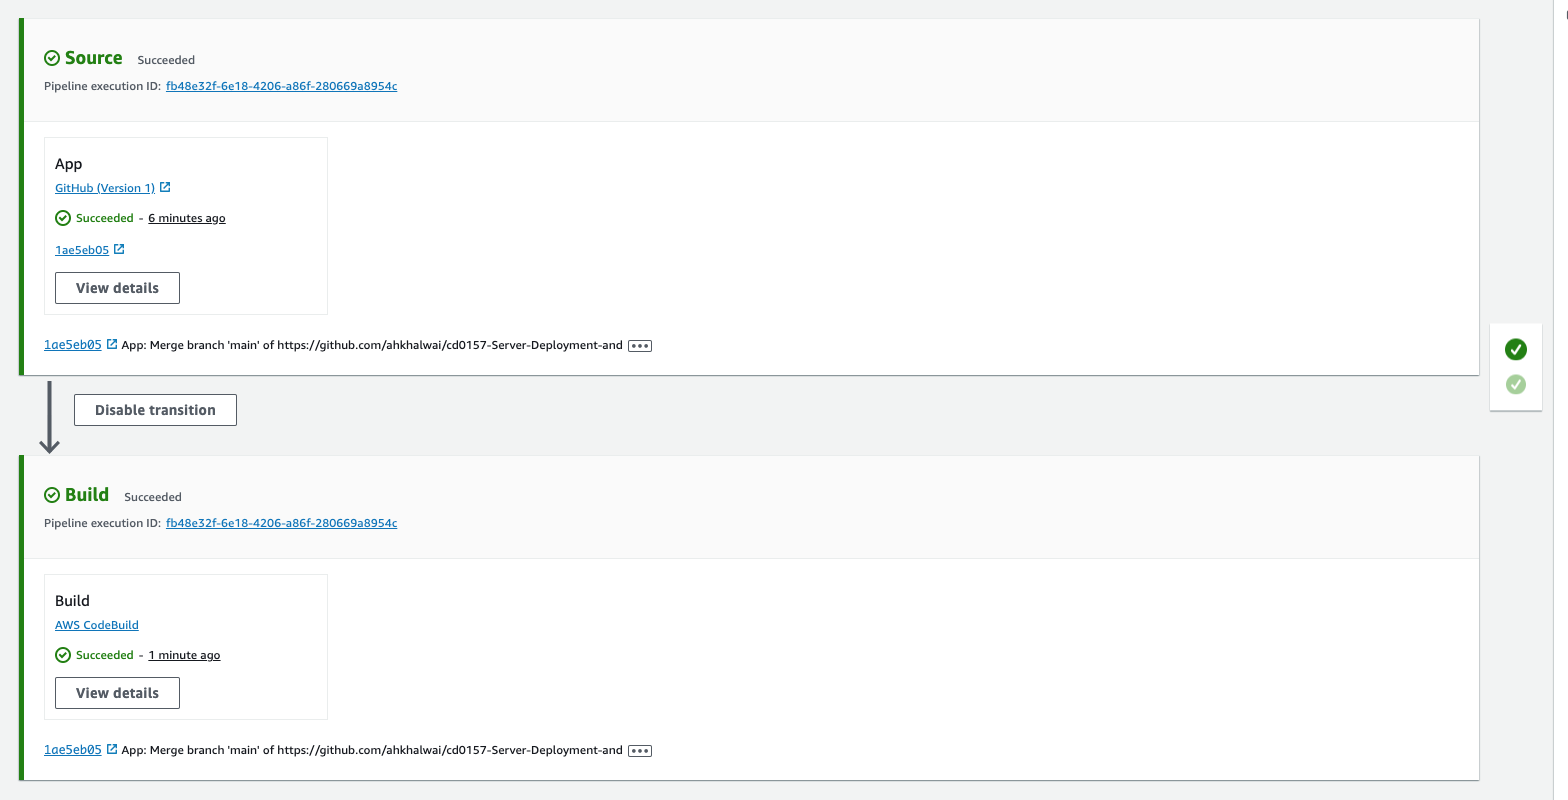 Source Succeeded
Pipeline execution ID: fb48e32f-6e18-4206-a86f-280669a8954c
App
GitHub (Version 1)
Succeeded - 6 minutes ago
1ae5eb05
View details
1ae5eb05 App: Merge branch 'main' of https://github.com/ahkhalwai/cd0157-Server-Deployment-and
Disable transition
Build Succeeded
Pipeline execution ID: fb48e32f-6e18-4206-a86f-280669a8954c
Build
AWS CodeBuild
Succeeded - 1 minute ago
View details
1ae5eb05 App: Merge branch 'main' of https://github.com/ahkhalwai/cd0157-Server-Deployment-and